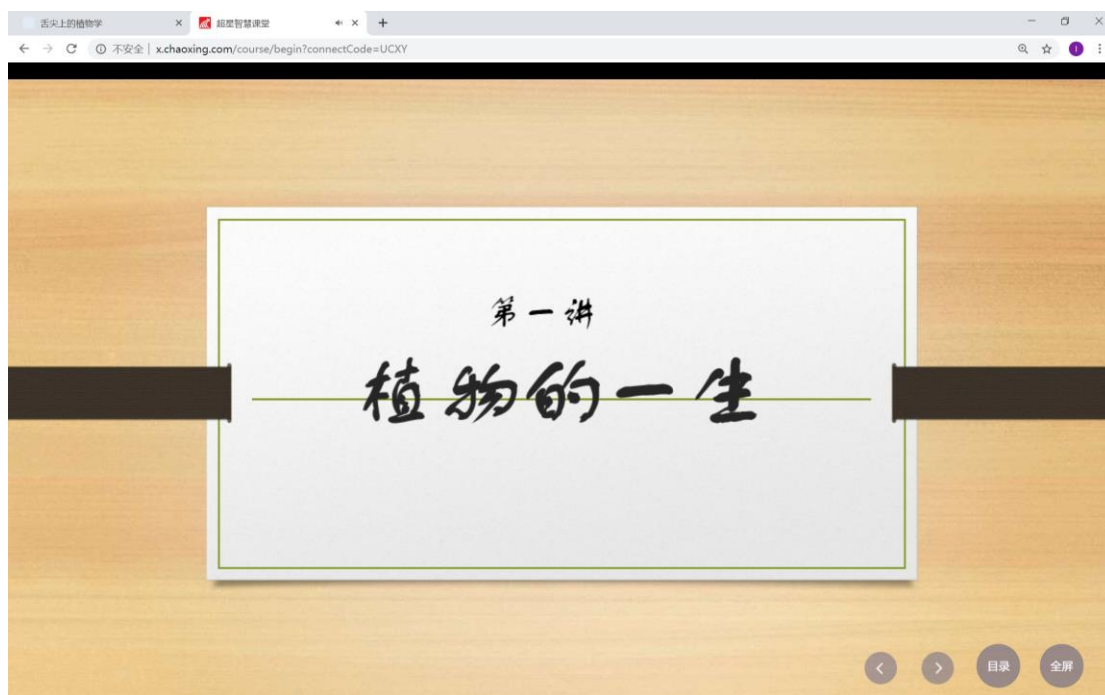 舌尖上的植物学
超星智慧课堂
不安全 x.chaoxing.com/course/begin?connectCode=UCXY
第一讲
植物的一生
目录
全屏